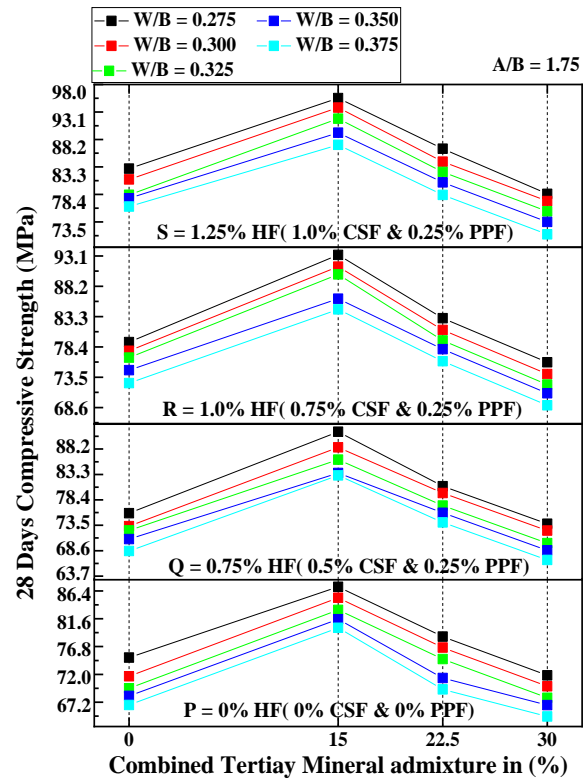 W/B = 0.275 W/B = 0.350
W/B = 0.300 W/B = 0.375
W/B = 0.325
A/B = 1.75
98.0
93.1
88.2
83.3
78.4
73.5
S = 1.25% HF( 1.0% CSF & 0.25% PPF)
93.1
88.2
83.3
78.4
73.5
68.6
R = 1.0% HF( 0.75% CSF & 0.25% PPF)
88.2
83.3
78.4
73.5
68.6
63.7
Q = 0.75% HF( 0.5% CSF & 0.25% PPF)
86.4
81.6
76.8
72.0
67.2
P = 0% HF( 0% CSF & 0% PPF)
0 15 22.5 30
28 Days Compressive Strength (MPa)
Combined Tertiay Mineral admixture in (%)